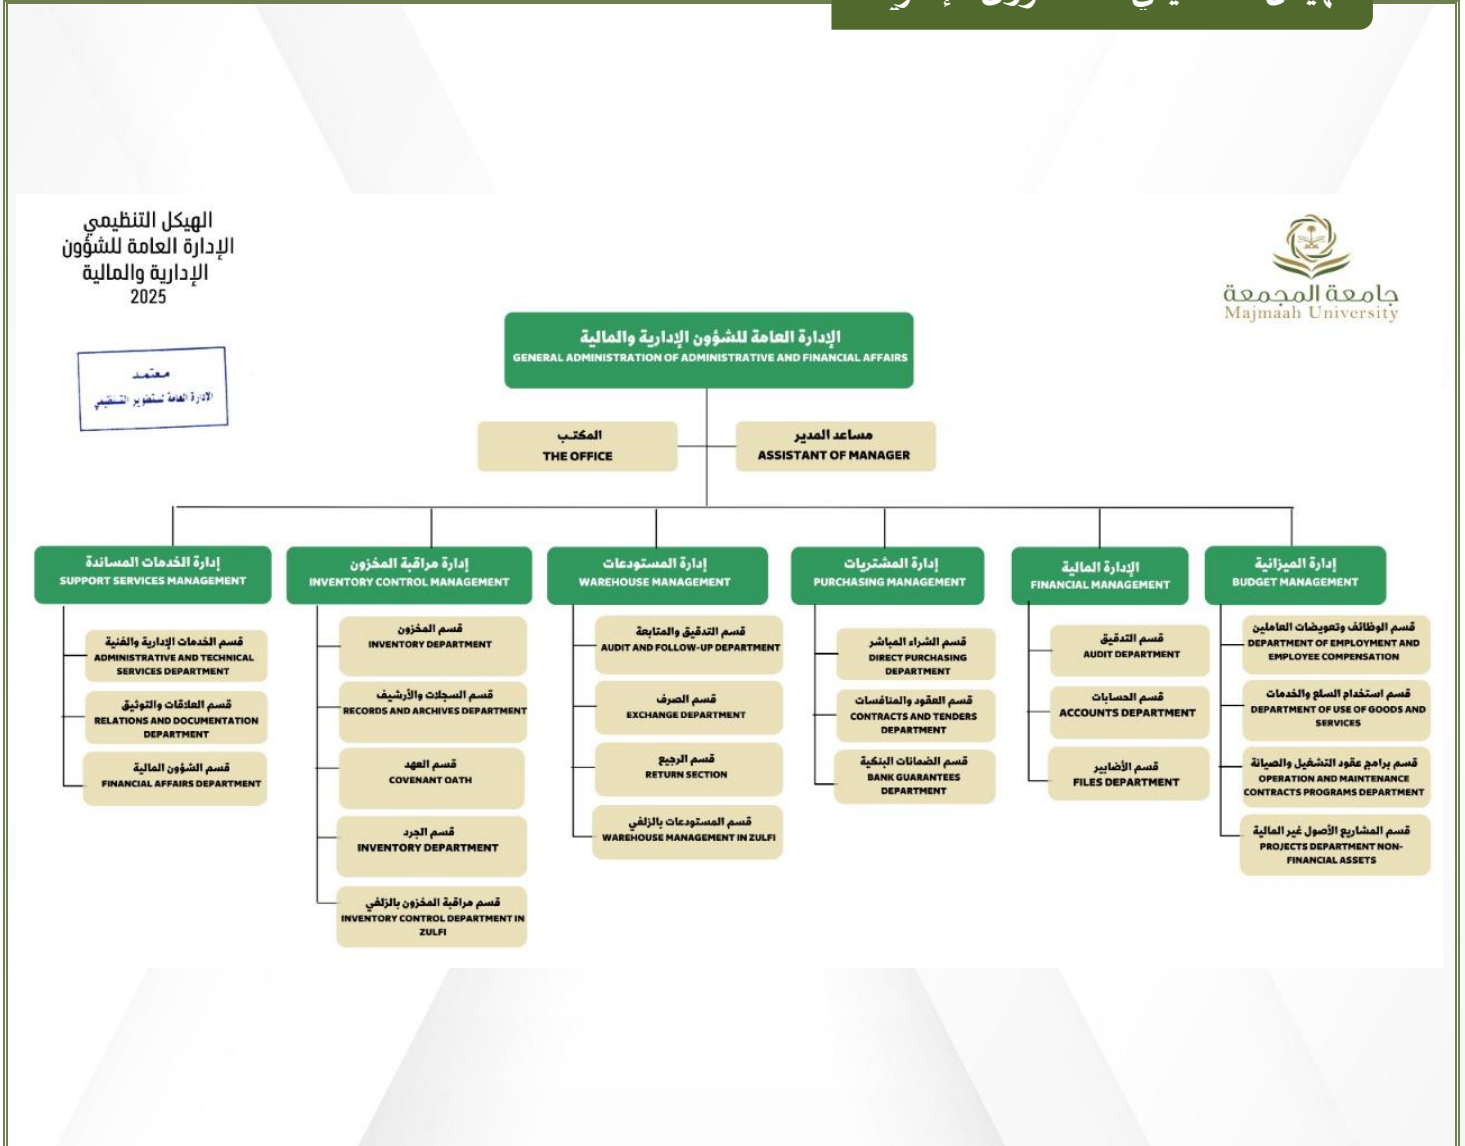 الهيكل التنظيمي
الإدارة العامة للشؤون
الإدارية والمالية
2025
جامعة المجمعة
Majmaah University
معتمد
الادارة العامة للتطوير التنظيمي
الإدارة العامة للشؤون الإدارية والمالية
GENERAL ADMINISTRATION OF ADMINISTRATIVE AND FINANCIAL AFFAIRS
مساعد المدير
ASSISTANT OF MANAGER
المكتب
THE OFFICE
إدارة الميزانية
BUDGET MANAGEMENT
قسم الوظائف وتعويضات العاملين
DEPARTMENT OF EMPLOYMENT AND
EMPLOYEE COMPENSATION
قسم استخدام السلع والخدمات
DEPARTMENT OF USE OF GOODS AND
SERVICES
قسم برامج عقود التشغيل والصيانة
OPERATION AND MAINTENANCE
CONTRACTS PROGRAMS DEPARTMENT
قسم المشاريع الأصول غير المالية
PROJECTS DEPARTMENT NON-
FINANCIAL ASSETS
الإدارة المالية
FINANCIAL MANAGEMENT
قسم التدقيق
AUDIT DEPARTMENT
قسم الحسابات
ACCOUNTS DEPARTMENT
قسم الأضابير
FILES DEPARTMENT
إدارة المشتريات
PURCHASING MANAGEMENT
قسم الشراء المباشر
DIRECT PURCHASING
DEPARTMENT
قسم العقود والمنافسات
CONTRACTS AND TENDERS
DEPARTMENT
قسم الضمانات البنكية
BANK GUARANTEES
DEPARTMENT
إدارة المستودعات
WAREHOUSE MANAGEMENT
قسم التدقيق والمتابعة
AUDIT AND FOLLOW-UP DEPARTMENT
قسم الصرف
EXCHANGE DEPARTMENT
قسم الرجيع
RETURN SECTION
قسم المستودعات بالزلفي
WAREHOUSE MANAGEMENT IN ZULFI
إدارة مراقبة المخزون
INVENTORY CONTROL MANAGEMENT
قسم المخزون
INVENTORY DEPARTMENT
قسم السجلات والأرشيف
RECORDS AND ARCHIVES DEPARTMENT
قسم العهد
COVENANT OATH
قسم الجرد
INVENTORY DEPARTMENT
قسم مراقبة المخزون بالزلفي
INVENTORY CONTROL DEPARTMENT IN
ZULFI
إدارة الخدمات المساندة
SUPPORT SERVICES MANAGEMENT
قسم الخدمات الإدارية والفنية
ADMINISTRATIVE AND TECHNICAL
SERVICES DEPARTMENT
قسم العلاقات والتوثيق
RELATIONS AND DOCUMENTATION
DEPARTMENT
قسم الشؤون المالية
FINANCIAL AFFAIRS DEPARTMENT